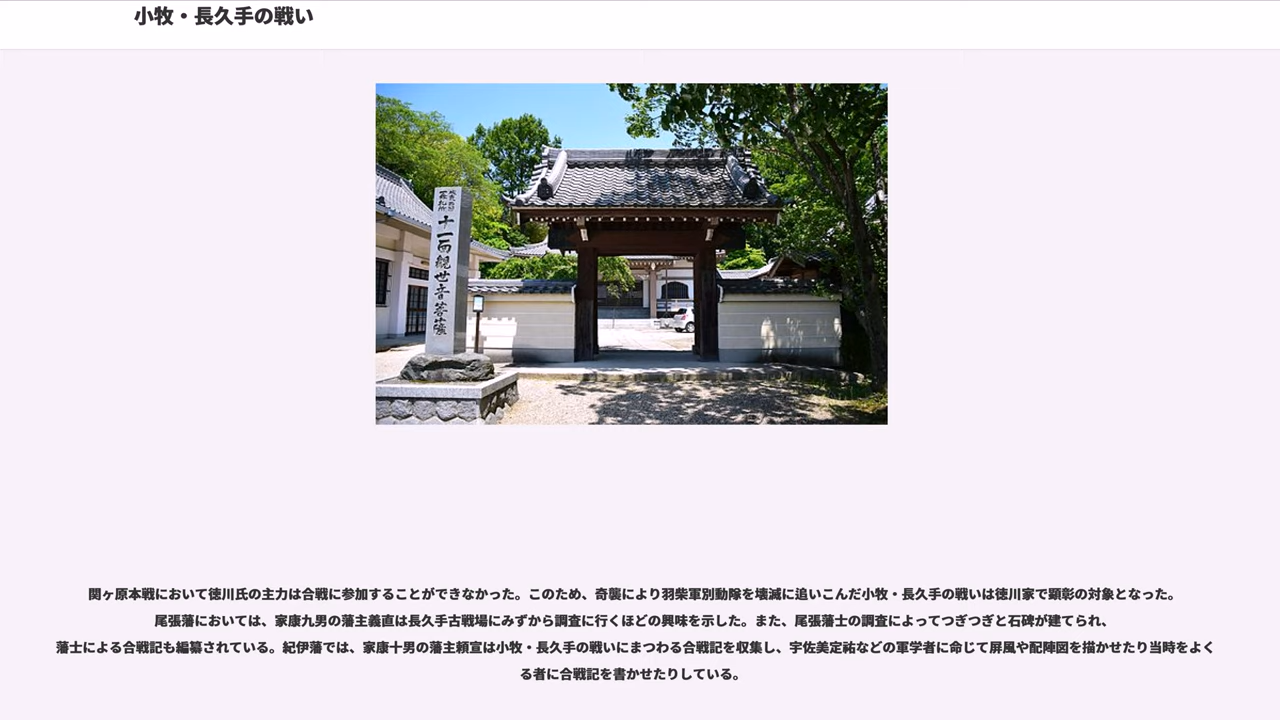 小牧・長久手の戦い
十一面観世音菩薩
関ヶ原本戦において徳川氏の主力は合戦に参加することができなかった。このため、奇襲により羽柴軍別動隊を壊滅に追いこんだ小牧・長久手の戦いは徳川家で顕彰の対象となった。
尾張藩においては、家康九男の藩主義直は長久手古戦場にみずから調査に行くほどの興味を示した。また、尾張藩士の調査によってつぎつぎと石碑が建てられ、
藩士による合戦記も編纂されている。紀伊藩では、家康十男の藩主頼宣は小牧・長久手の戦いにまつわる合戦記を収集し、宇佐美定祐などの軍学者に命じて屏風や配陣図を描かせたり当時をよく
る者に合戦記を書かせたりしている。